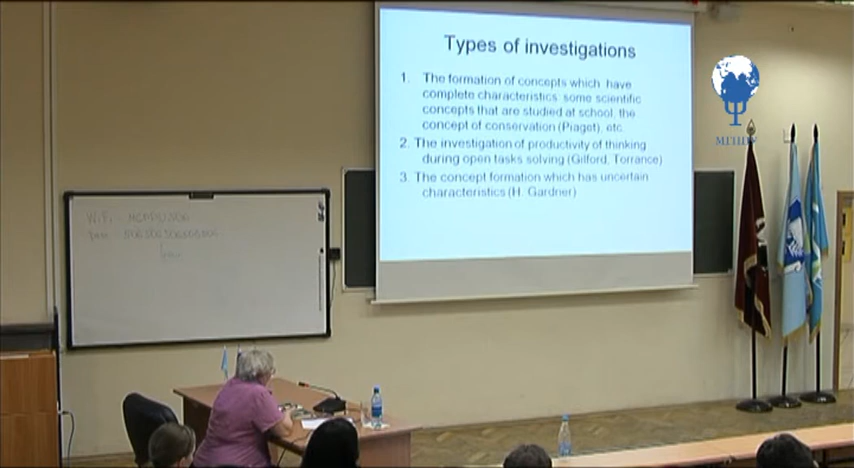 Types of investigations
1. The formation of concepts which have
complete characteristics: some scientific
concepts that are studied at school, the
concept of conservation (Piaget), etc.
2. The investigation of productivity of thinking
during open tasks solving (Gilford, Torrance)
3. The concept formation which has uncertain
characteristics (H. Gardner)
МГППУ
Wi-Fi